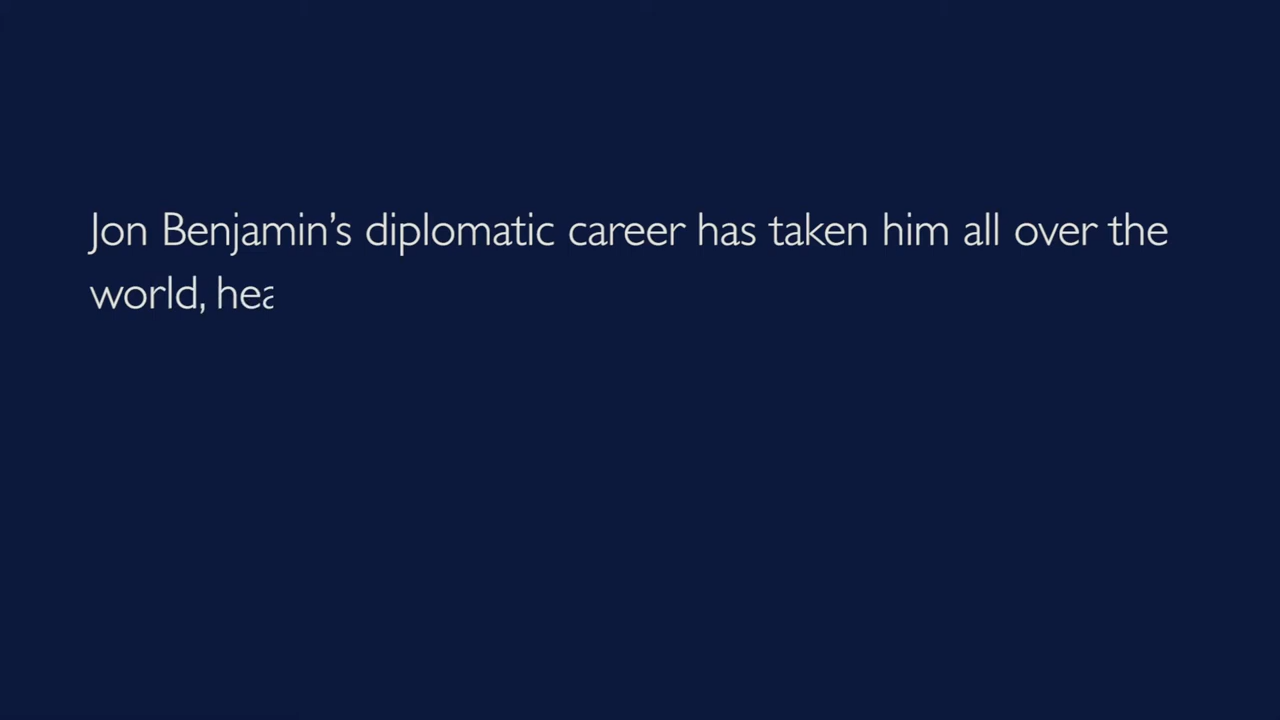 Jon Benjamin’s diplomatic career has taken him all over the
world, hea